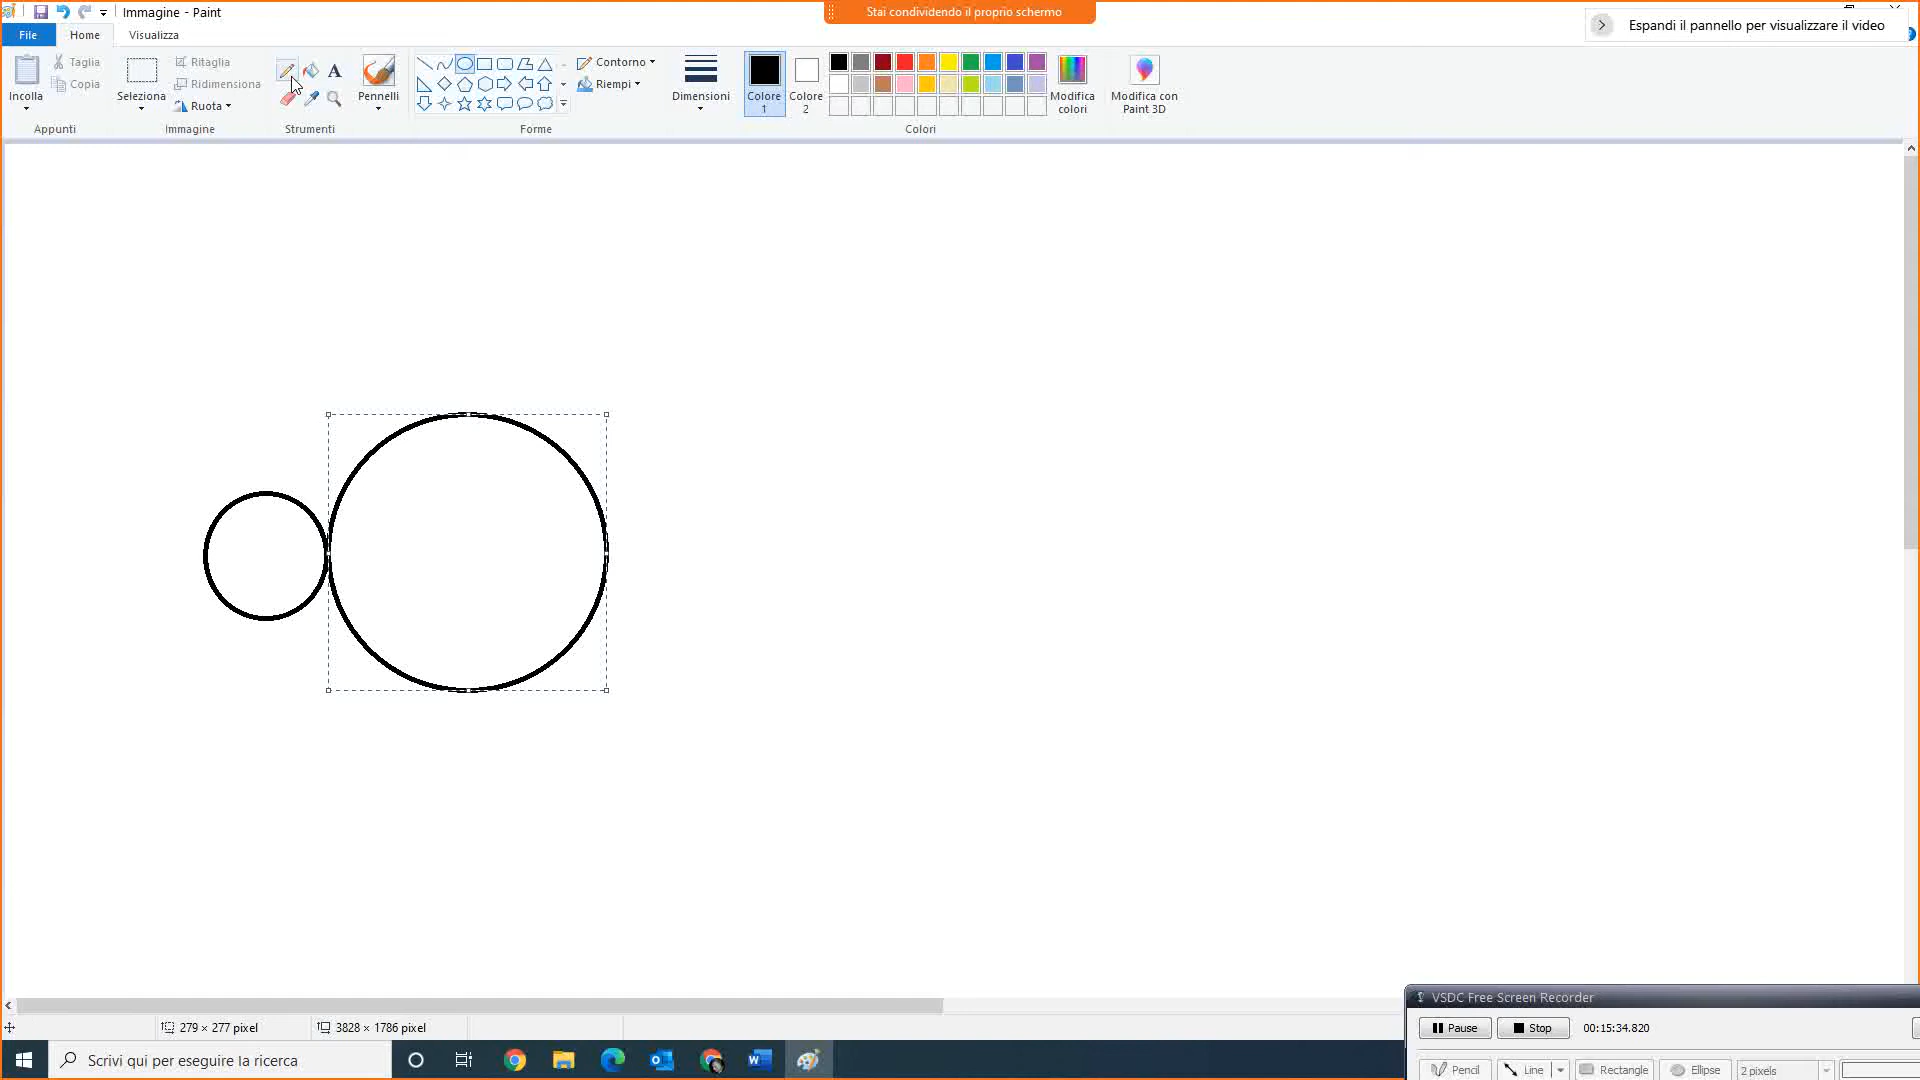 Immagine - Paint
Stai condividendo il proprio schermo
Espandi il pannello per visualizzare il video
File
Home
Visualizza
Incolla
Taglia
Copia
Appunti
Seleziona
Ritaglia
Ridimensiona
Ruota
Immagine
A
Strumenti
Pennelli
Contorno
Riempi
Forme
Dimensioni
Colore
1
Colore
2
Colori
Modifica
colori
Modifica con
Paint 3D
279 × 277 pixel
3828 × 1786 pixel
VSDC Free Screen Recorder
Pause
Stop
00:15:34.820
Pencil
Line
Rectangle
Ellipse
2 pixels
Scrivi qui per eseguire la ricerca